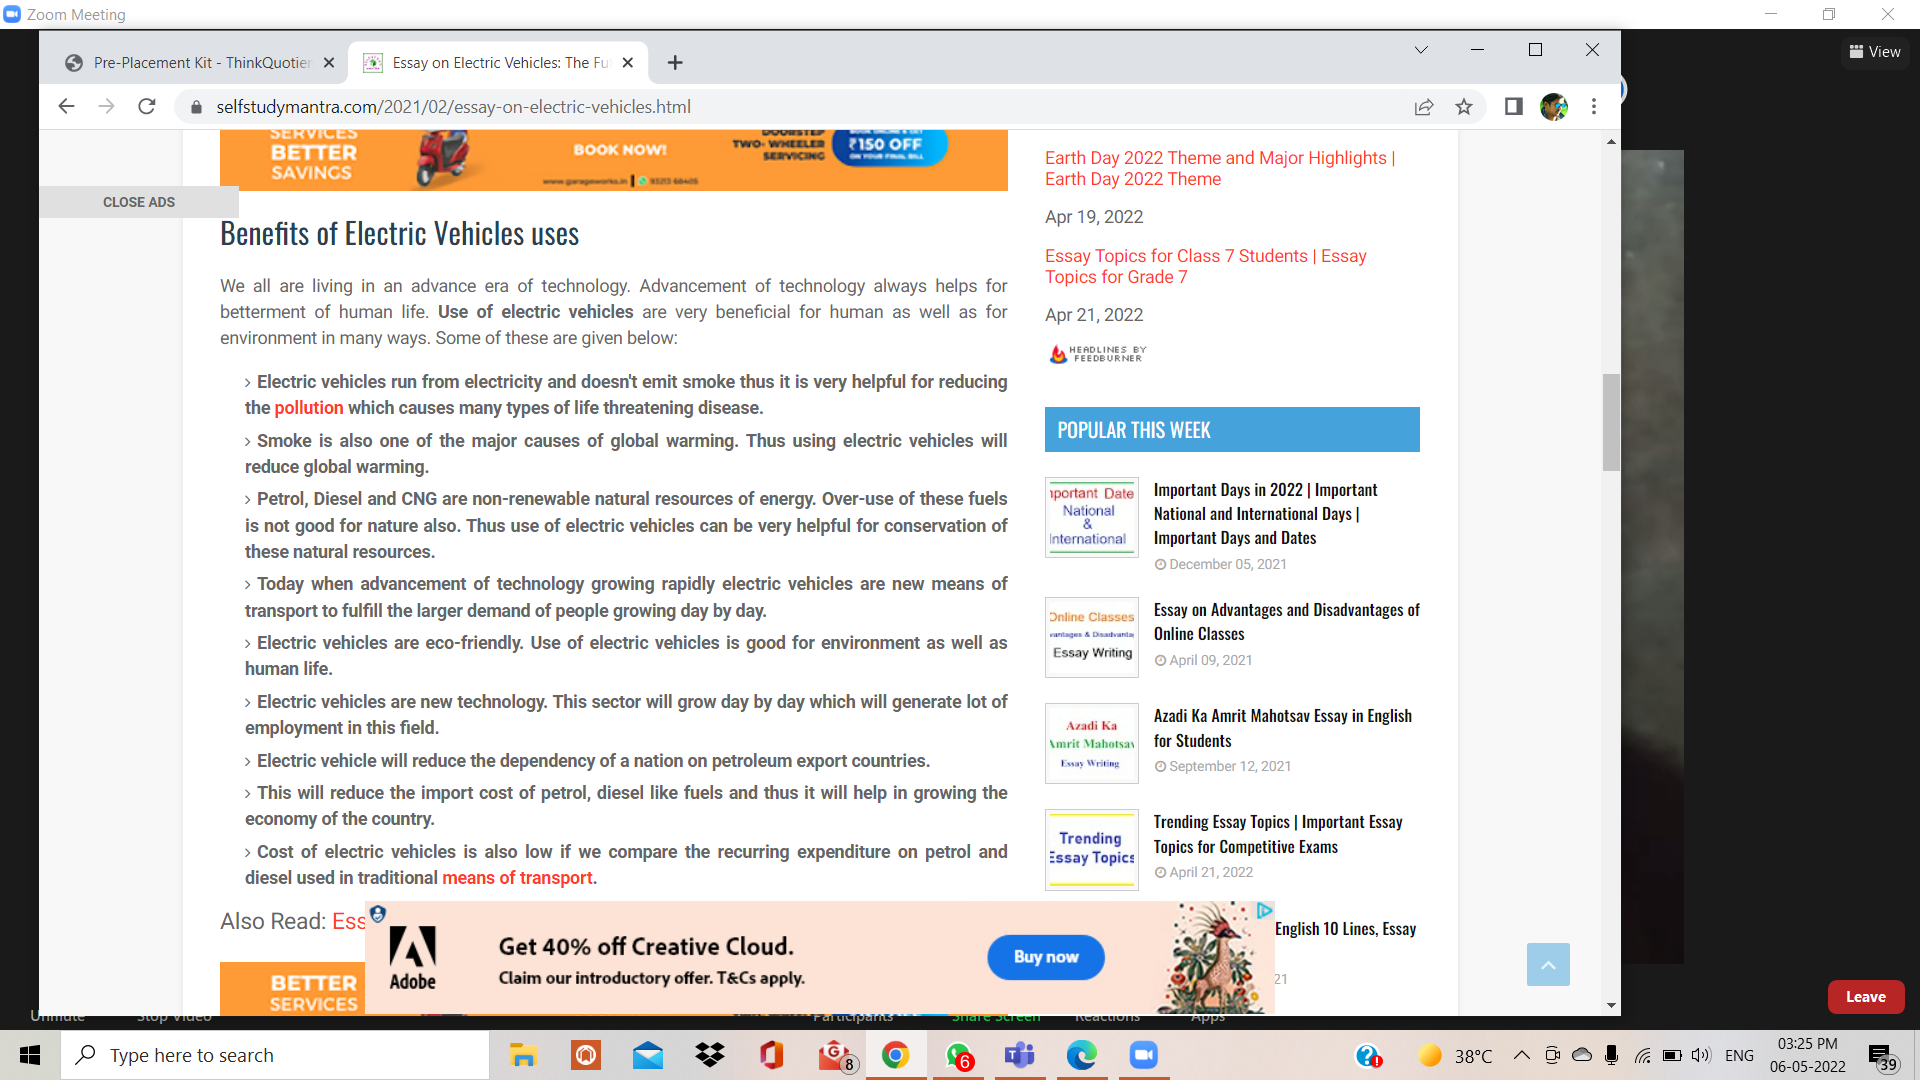 Zoom Meeting
View
Pre-Placement Kit - ThinkQuotien
Essay on Electric Vehicles: The Fu
selfstudymantra.com/2021/02/essay-on-electric-vehicles.html
SERVICES
BETTER
SAVINGS
BOOK NOW!
www.garageworks.in
DOORSTEP
TWO- WHEELER
SERVICING
BOOK ONLINE & GET
₹150 OFF
ON YOUR FINAL BILL
CLOSE ADS
Benefits of Electric Vehicles uses
We all are living in an advance era of technology. Advancement of technology always helps for
betterment of human life. Use of electric vehicles are very beneficial for human as well as for
environment in many ways. Some of these are given below:
› Electric vehicles run from electricity and doesn't emit smoke thus it is very helpful for reducing
the pollution which causes many types of life threatening disease.
› Smoke is also one of the major causes of global warming. Thus using electric vehicles will
reduce global warming.
› Petrol, Diesel and CNG are non-renewable natural resources of energy. Over-use of these fuels
is not good for nature also. Thus use of electric vehicles can be very helpful for conservation of
these natural resources.
› Today when advancement of technology growing rapidly electric vehicles are new means of
transport to fulfill the larger demand of people growing day by day.
› Electric vehicles are eco-friendly. Use of electric vehicles is good for environment as well as
human life.
› Electric vehicles are new technology. This sector will grow day by day which will generate lot of
employment in this field.
› Electric vehicle will reduce the dependency of a nation on petroleum export countries.
› This will reduce the import cost of petrol, diesel like fuels and thus it will help in growing the
economy of the country.
› Cost of electric vehicles is also low if we compare the recurring expenditure on petrol and
diesel used in traditional means of transport.
Also Read: Ess
BETTER
SERVICES
Adobe
Get 40% off Creative Cloud.
Claim our introductory offer. T&Cs apply.
Buy now
Earth Day 2022 Theme and Major Highlights |
Earth Day 2022 Theme
Apr 19, 2022
Essay Topics for Class 7 Students | Essay
Topics for Grade 7
Apr 21, 2022
HEADLINES BY
FEEDBURNER
POPULAR THIS WEEK
nportant Date
National
&
International
Important Days in 2022 | Important
National and International Days |
Important Days and Dates
December 05, 2021
Online Classes
vantages & Disadvanta
Essay Writing
Essay on Advantages and Disadvantages of
Online Classes
April 09, 2021
Azadi Ka
Amrit Mahotsav
Essay Writing
Azadi Ka Amrit Mahotsav Essay in English
for Students
September 12, 2021
Trending
Essay Topics
Trending Essay Topics | Important Essay
Topics for Competitive Exams
April 21, 2022
English 10 Lines, Essay
21
Leave
Unmute
Stop Video
Participants
Share Screen
Reactions
Apps
Type here to search
8
6
38°C
ENG
03:25 PM
06-05-2022
39